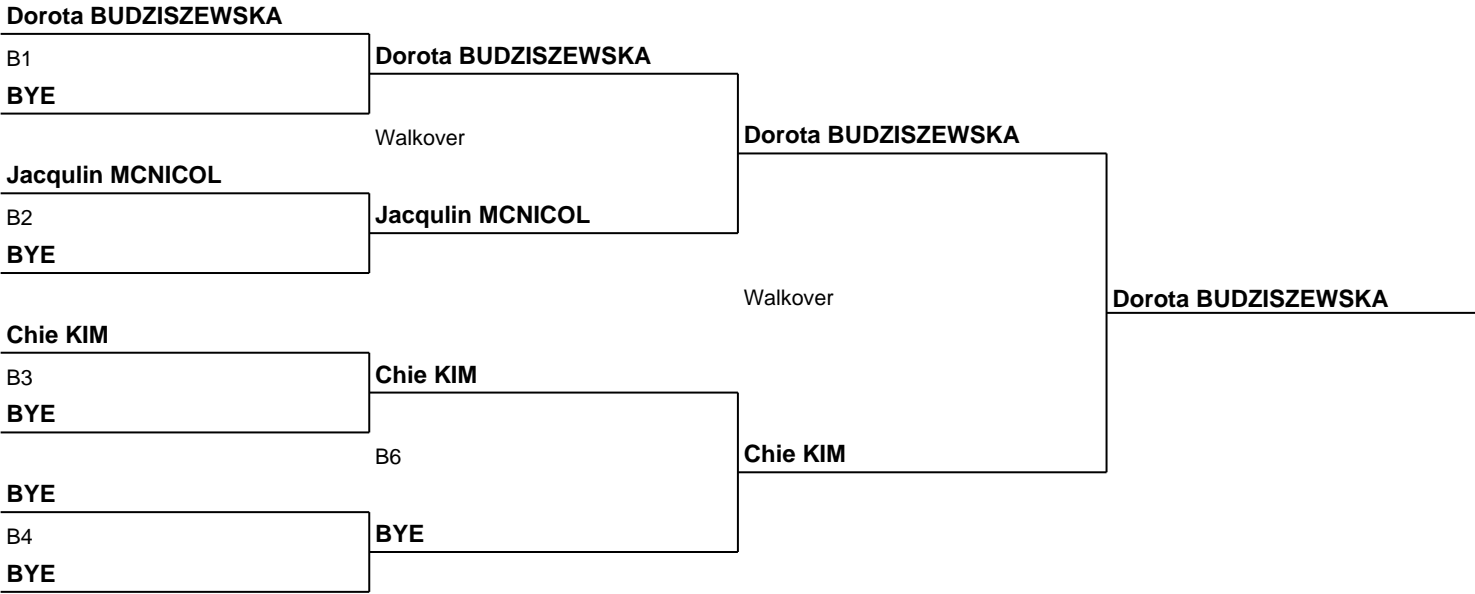 Dorota BUDZISZEWSKA
B1
Dorota BUDZISZEWSKA
BYE
Walkover
Dorota BUDZISZEWSKA
Jacqulin MCNICOL
B2
Jacqulin MCNICOL
BYE
Walkover
Dorota BUDZISZEWSKA
Chie KIM
B3
Chie KIM
BYE
B6
Chie KIM
BYE
B4
BYE
BYE